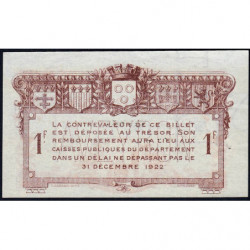 LA CONTREVALEUR DE CE BILLET
EST DEPOSÉE AU TRÉSOR. SON
REMBOURSEMENT AURA LIEU AUX
CAISSES PUBLIQUES DU DÉPARTEMENT
DANS UN DÉLAI NE DÉPASSANT PAS LE
31 DÉCEMBRE 1922
1F
1F